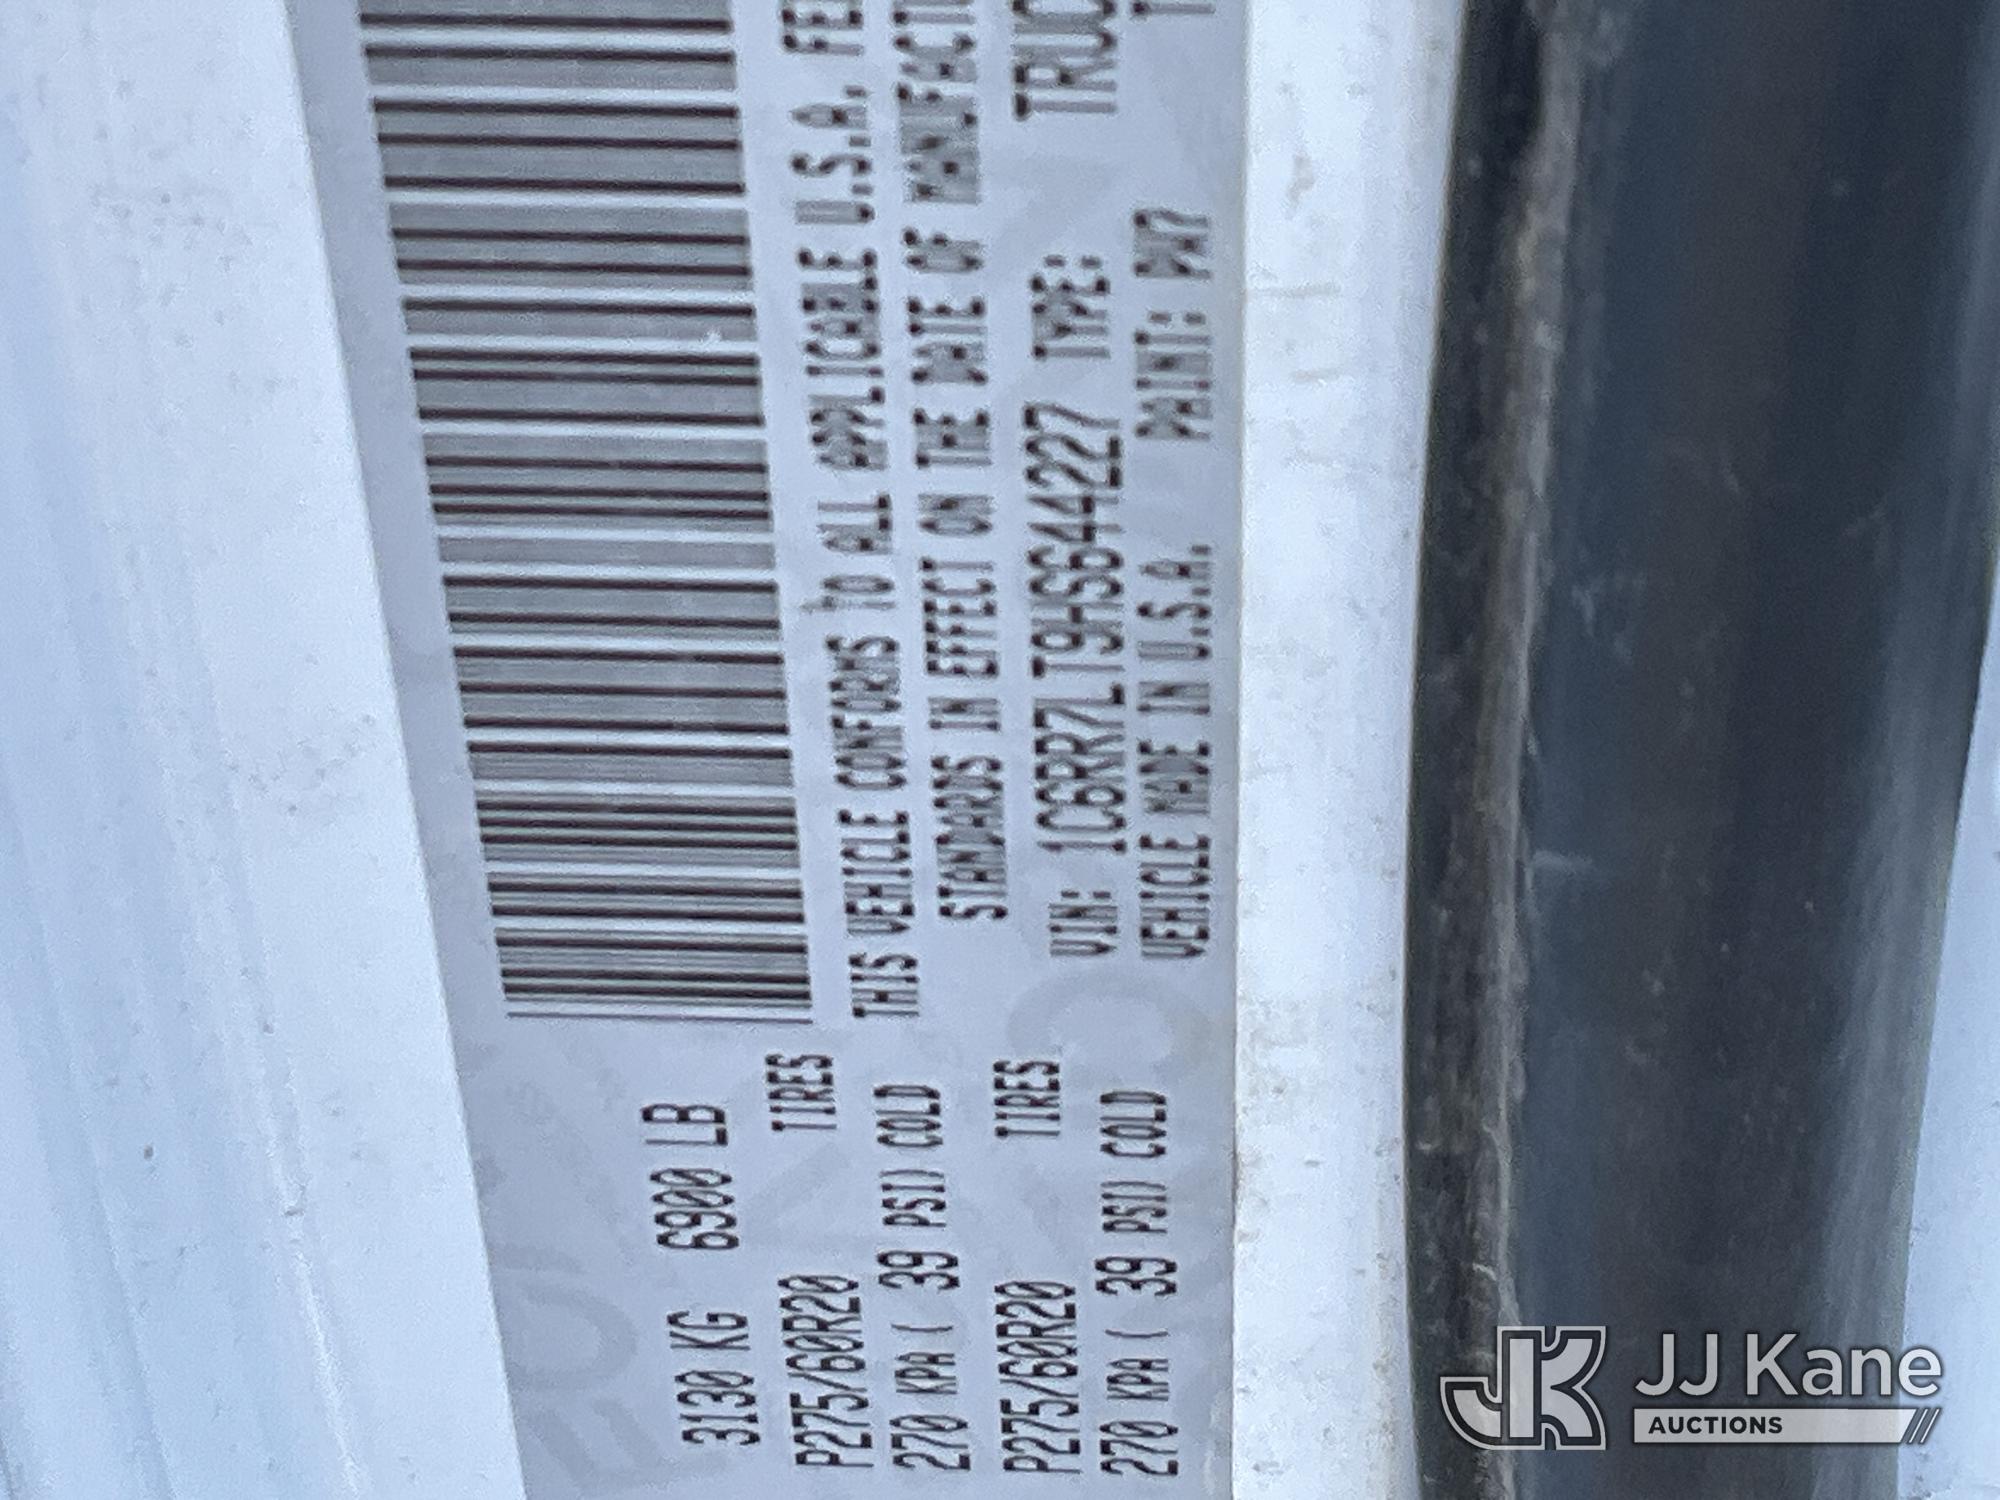 3130 KG 6900 LB
P275/60R20 TIRES
270 KPA ( 39 PSI) COLD
P275/60R20 TIRES
270 KPA ( 39 PSI) COLD
THIS VEHICLE CONFORMS TO ALL APPLICABLE U.S.A. FE
STANDARDS IN EFFECT ON THE DATE OF MANUFACTU
VIN: 1C6RR7LT9HS644227 TYPE: TRUC
VEHICLE MADE IN U.S.A. PAINT: PW7 T
JK JJ Kane
AUCTIONS